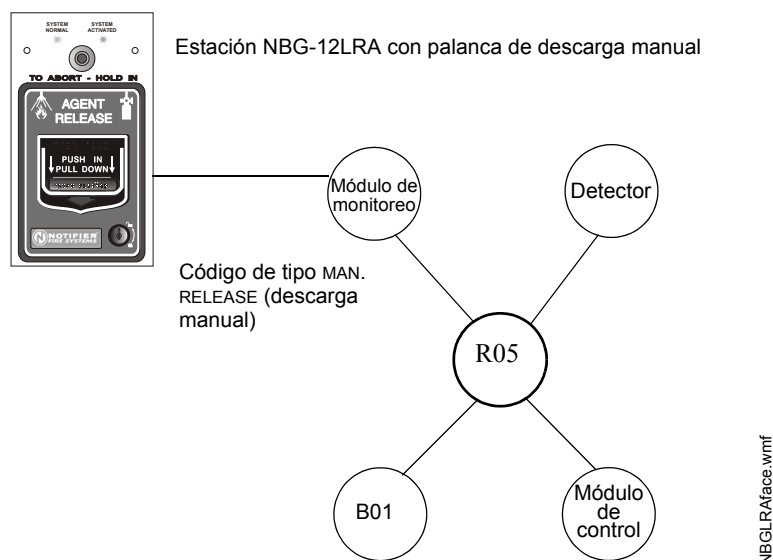 SYSTEM NORMAL
SYSTEM ACTIVATED
Estación NBG-12LRA con palanca de descarga manual
TO ABORT - HOLD IN
AGENT
RELEASE
PUSH IN
PULL DOWN
NOTIFIER
FIRE SYSTEMS
Módulo de
monitoreo
Detector
Código de tipo MAN.
RELEASE (descarga
manual)
R05
B01
Módulo
de
control
NBGLRAface.wmf